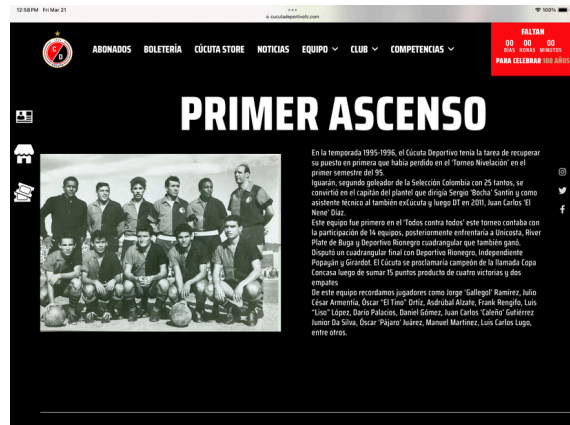 12:58 PM Fri Mar 21
100%
cucutadeportivofc.com
ABONADOS BOLETERÍA CÚCUTA STORE NOTICIAS EQUIPO CLUB COMPETENCIAS
FALTAN
00 00 00
DÍAS HORAS MINUTOS
PARA CELEBRAR 100 AÑOS
PRIMER ASCENSO
En la temporada 1995-1996, el Cúcuta Deportivo tenía la tarea de recuperar
su puesto en primera que había perdido en el 'Torneo Nivelación' en el
primer semestre del 95.
Iguarán, segundo goleador de la Selección Colombia con 25 tantos, se
convirtió en el capitán del plantel que dirigía Sergio 'Bocha' Santín y como
asistente técnico al también exCúcuta y luego DT en 2011, Juan Carlos 'El
Nene' Díaz.
Este equipo fue primero en el 'Todos contra todos' este torneo contaba con
la participación de 14 equipos, posteriormente enfrentaría a Unicosta, River
Plate de Buga y Deportivo Rionegro cuadrangular que también ganó.
Disputó un cuadrangular final con Deportivo Rionegro, Independiente
Popayán y Girardot. El Cúcuta se proclamaría campeón de la llamada Copa
Concasa luego de sumar 15 puntos producto de cuatro victorias y dos
empates
De este equipo recordamos jugadores como Jorge 'Gallegol' Ramírez, Julio
César Armentia, Óscar "El Tino" Ortíz, Asdrúbal Alzate, Frank Rengifo, Luis
"Liso" López, Darío Palacios, Daniel Gómez, Juan Carlos 'Caleño' Gutiérrez
Junior Da Silva, Óscar 'Pájaro' Juárez, Manuel Martínez, Luis Carlos Lugo,
entre otros.